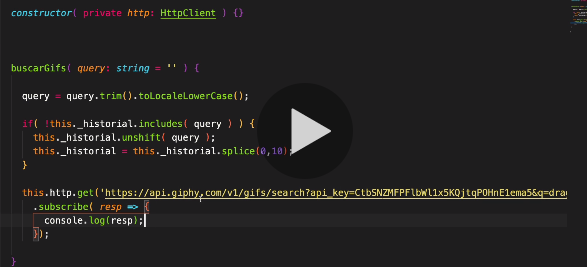 constructor( private http: HttpClient ) {}
buscarGifs( query: string = '' ) {
query = query.trim().toLocaleLowerCase();
if( !this._historial.includes( query ) ) {
this._historial.unshift( query );
this._historial = this._historial.splice(0,10);
}
this.http.get('https://api.giphy.com/v1/gifs/search?api_key=CtbSNZMFPFlbWl1x5KQjtqPOHnE1ema5&q=drag
.subscribe( resp => {
console.log(resp);
});
}